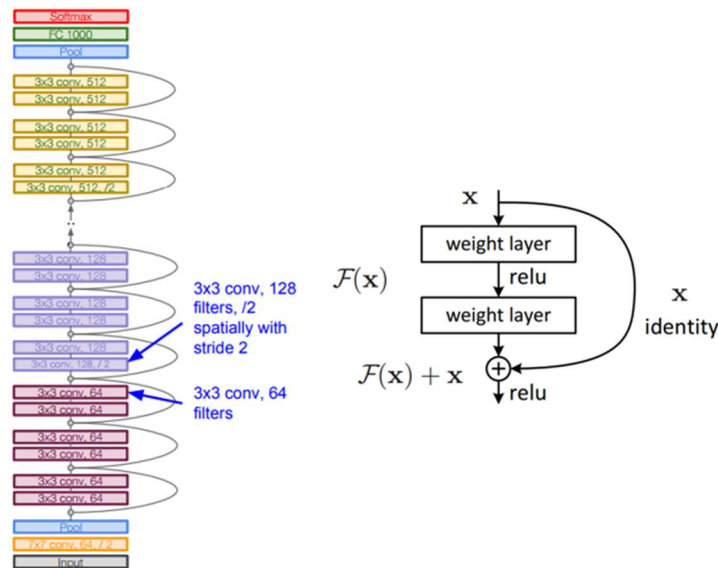 Softmax
FC 1000
Pool
3x3 conv, 512
3x3 conv, 512
3x3 conv, 512
3x3 conv, 512
3x3 conv, 512
3x3 conv, 512, /2
..
3x3 conv, 128
3x3 conv, 128
3x3 conv, 128
3x3 conv, 128
3x3 conv, 128
3x3 conv, 128, / 2
3x3 conv, 64
3x3 conv, 64
3x3 conv, 64
3x3 conv, 64
3x3 conv, 64
3x3 conv, 64
Pool
7x7 conv, 64, / 2
Input
3x3 conv, 128
filters, /2
spatially with
stride 2
3x3 conv, 64
filters
x
weight layer
F(x)
relu
weight layer
x
identity
F(x) + x
+
relu